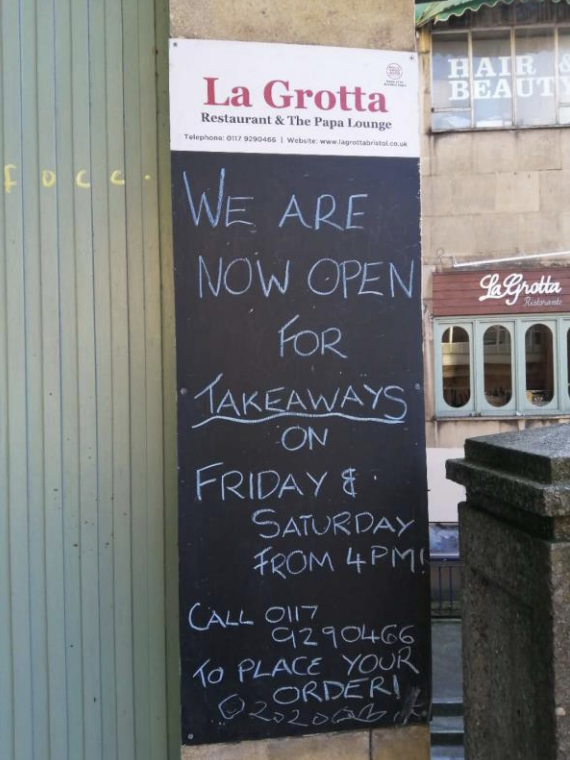 La Grotta
Restaurant & The Papa Lounge
Telephone: 0117 9290466 | Website: www.lagrottabristol.co.uk
WE ARE
NOW OPEN
FOR
TAKEAWAYS
ON
FRIDAY &
SATURDAY
FROM 4PM!
CALL 0117
9290466
TO PLACE YOUR
ORDER!
HAIR &
BEAUTY
La Grotta
Ristorante